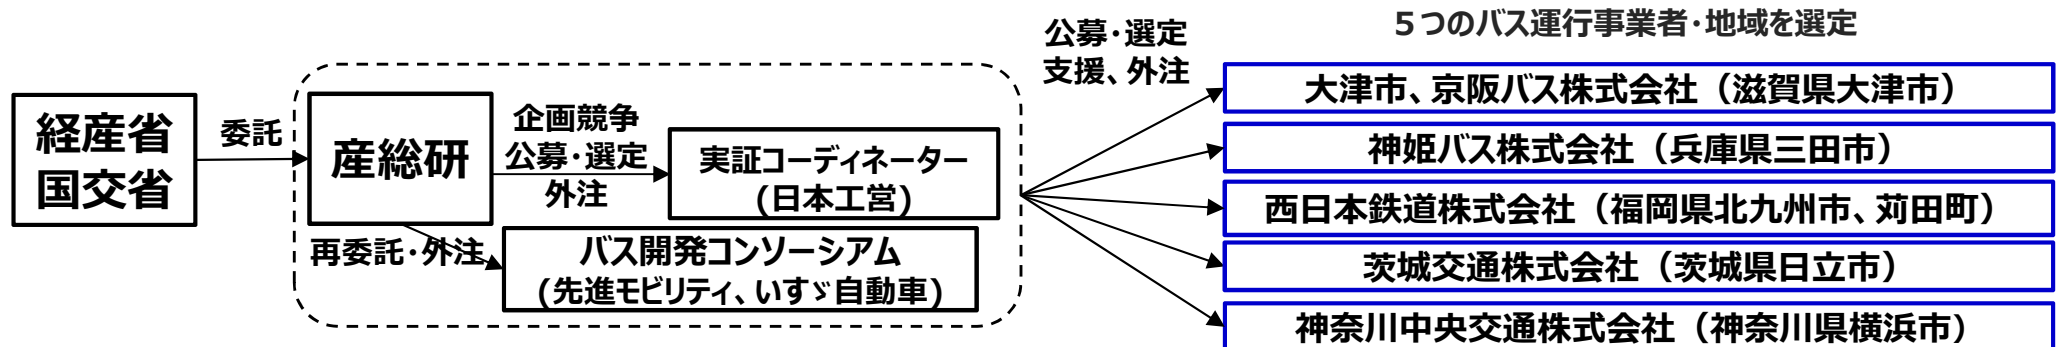 経産省
国交省
委託
産総研
企画競争
公募・選定
外注
実証コーディネーター
(日本工営)
再委託・外注
バス開発コンソーシアム
(先進モビリティ、いすゞ自動車)
公募・選定
支援、外注
５つのバス運行事業者・地域を選定
大津市、京阪バス株式会社（滋賀県大津市）
神姫バス株式会社（兵庫県三田市）
西日本鉄道株式会社（福岡県北九州市、苅田町）
茨城交通株式会社（茨城県日立市）
神奈川中央交通株式会社（神奈川県横浜市）